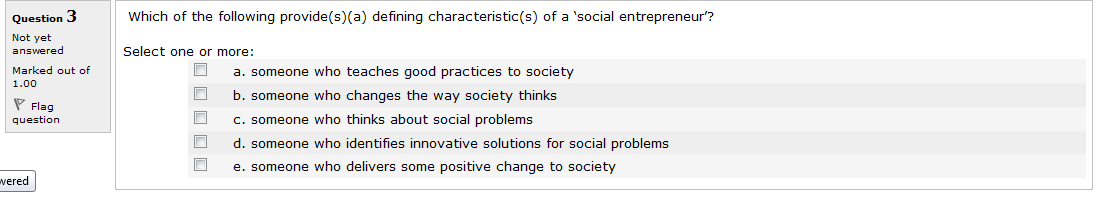 Question 3
Not yet
answered
Marked out of
1.00
Flag
question
wered
Which of the following provide(s)(a) defining characteristic(s) of a ‘social entrepreneur’?
Select one or more:
a. someone who teaches good practices to society
b. someone who changes the way society thinks
c. someone who thinks about social problems
d. someone who identifies innovative solutions for social problems
e. someone who delivers some positive change to society